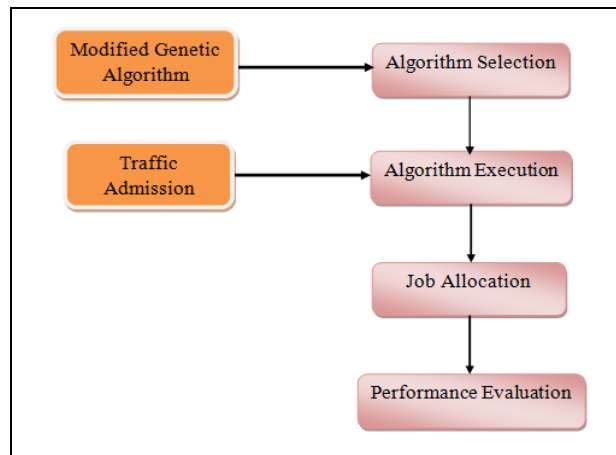 Modified Genetic
Algorithm
Algorithm Selection
Traffic
Admission
Algorithm Execution
Job Allocation
Performance Evaluation